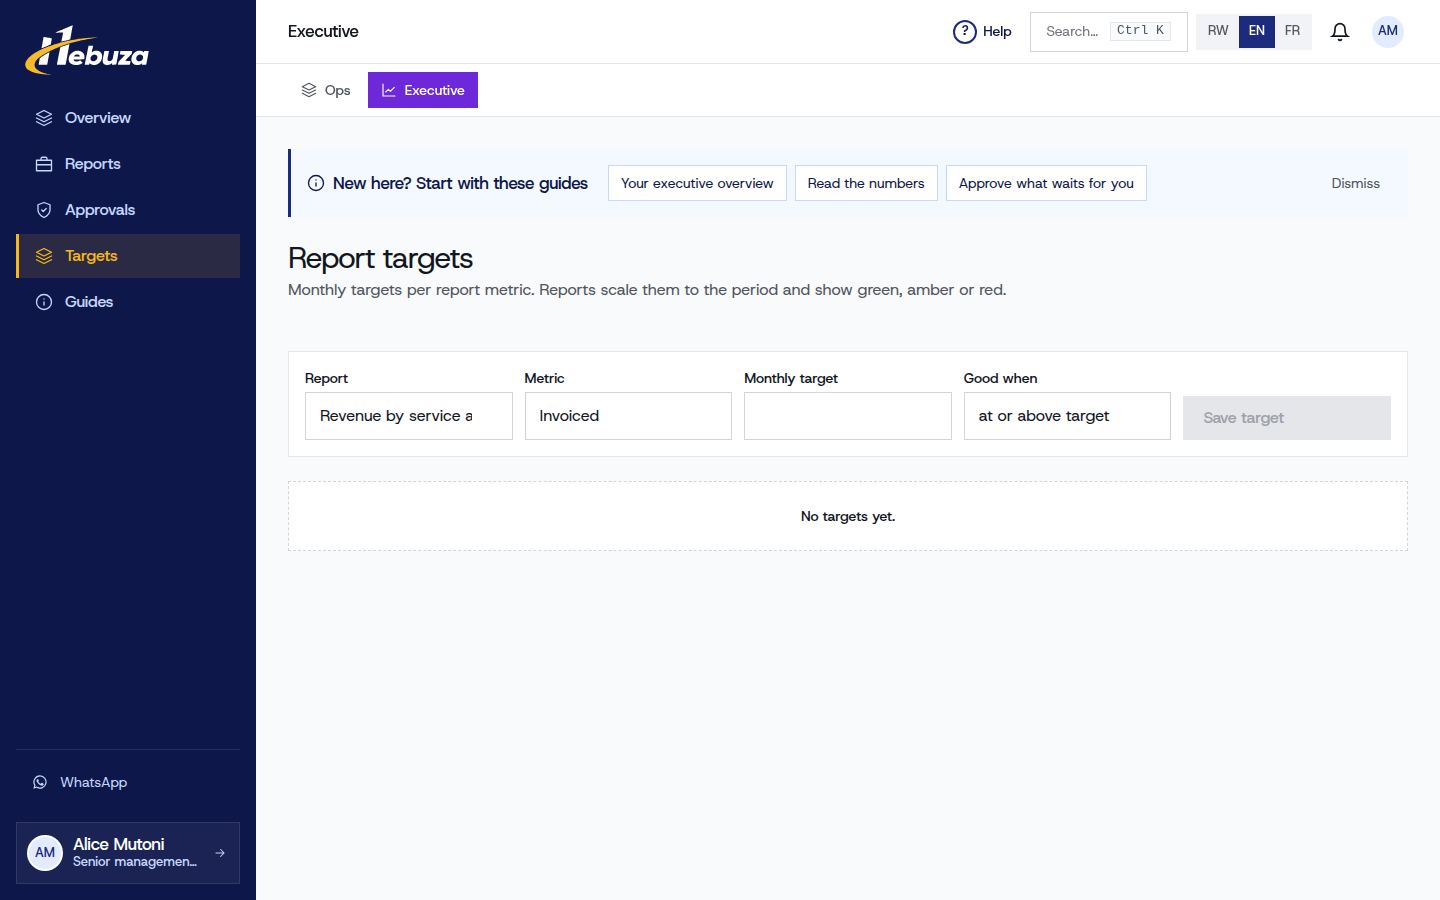 Hebuza
Overview
Reports
Approvals
Targets
Guides
WhatsApp
AM
Alice Mutoni
Senior managemen…
Executive
? Help
Search… Ctrl K
RW EN FR
AM
Ops
Executive
New here? Start with these guides
Your executive overview
Read the numbers
Approve what waits for you
Dismiss
Report targets
Monthly targets per report metric. Reports scale them to the period and show green, amber or red.
Report
Metric
Monthly target
Good when
Revenue by service a
Invoiced
at or above target
Save target
No targets yet.